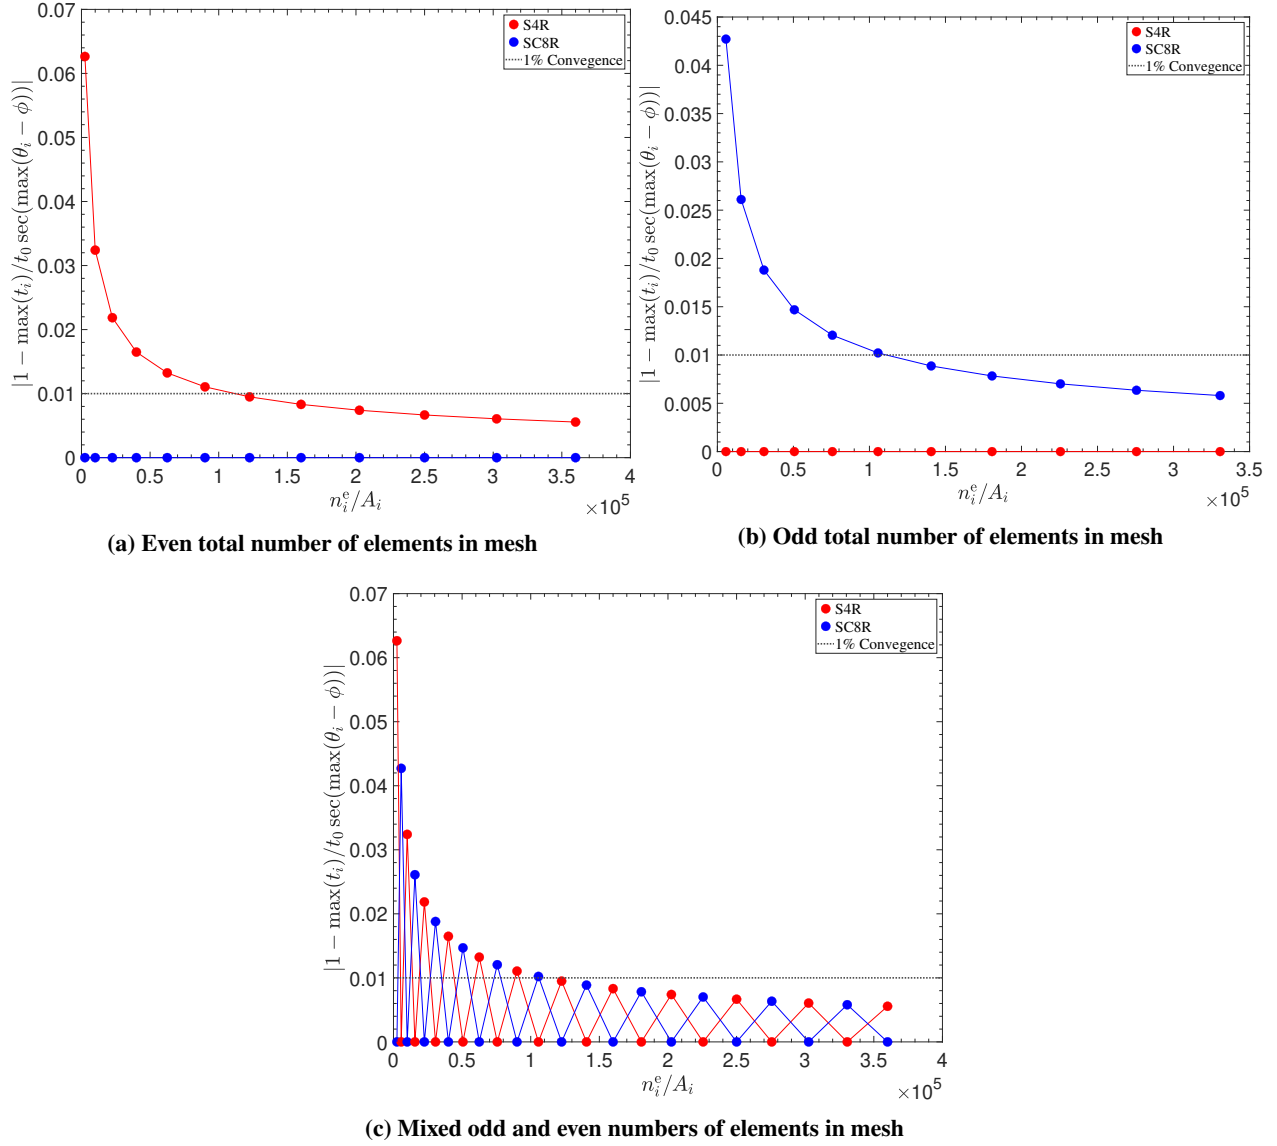 0.07
0.06
0.05
0.04
0.03
0.02
0.01
0
|1 − max(t_i)/t_0 sec(max(θ_i − ϕ))|
S4R
SC8R
1% Convegence
0 0.5 1 1.5 2 2.5 3 3.5 4
×10^5
n_i^e/A_i
(a) Even total number of elements in mesh
0.045
0.04
0.035
0.03
0.025
0.02
0.015
0.01
0.005
0
|1 − max(t_i)/t_0 sec(max(θ_i − ϕ))|
S4R
SC8R
1% Convegence
0 0.5 1 1.5 2 2.5 3 3.5
×10^5
n_i^e/A_i
(b) Odd total number of elements in mesh
0.07
0.06
0.05
0.04
0.03
0.02
0.01
0
|1 − max(t_i)/t_0 sec(max(θ_i − ϕ))|
S4R
SC8R
1% Convegence
0 0.5 1 1.5 2 2.5 3 3.5 4
×10^5
n_i^e/A_i
(c) Mixed odd and even numbers of elements in mesh